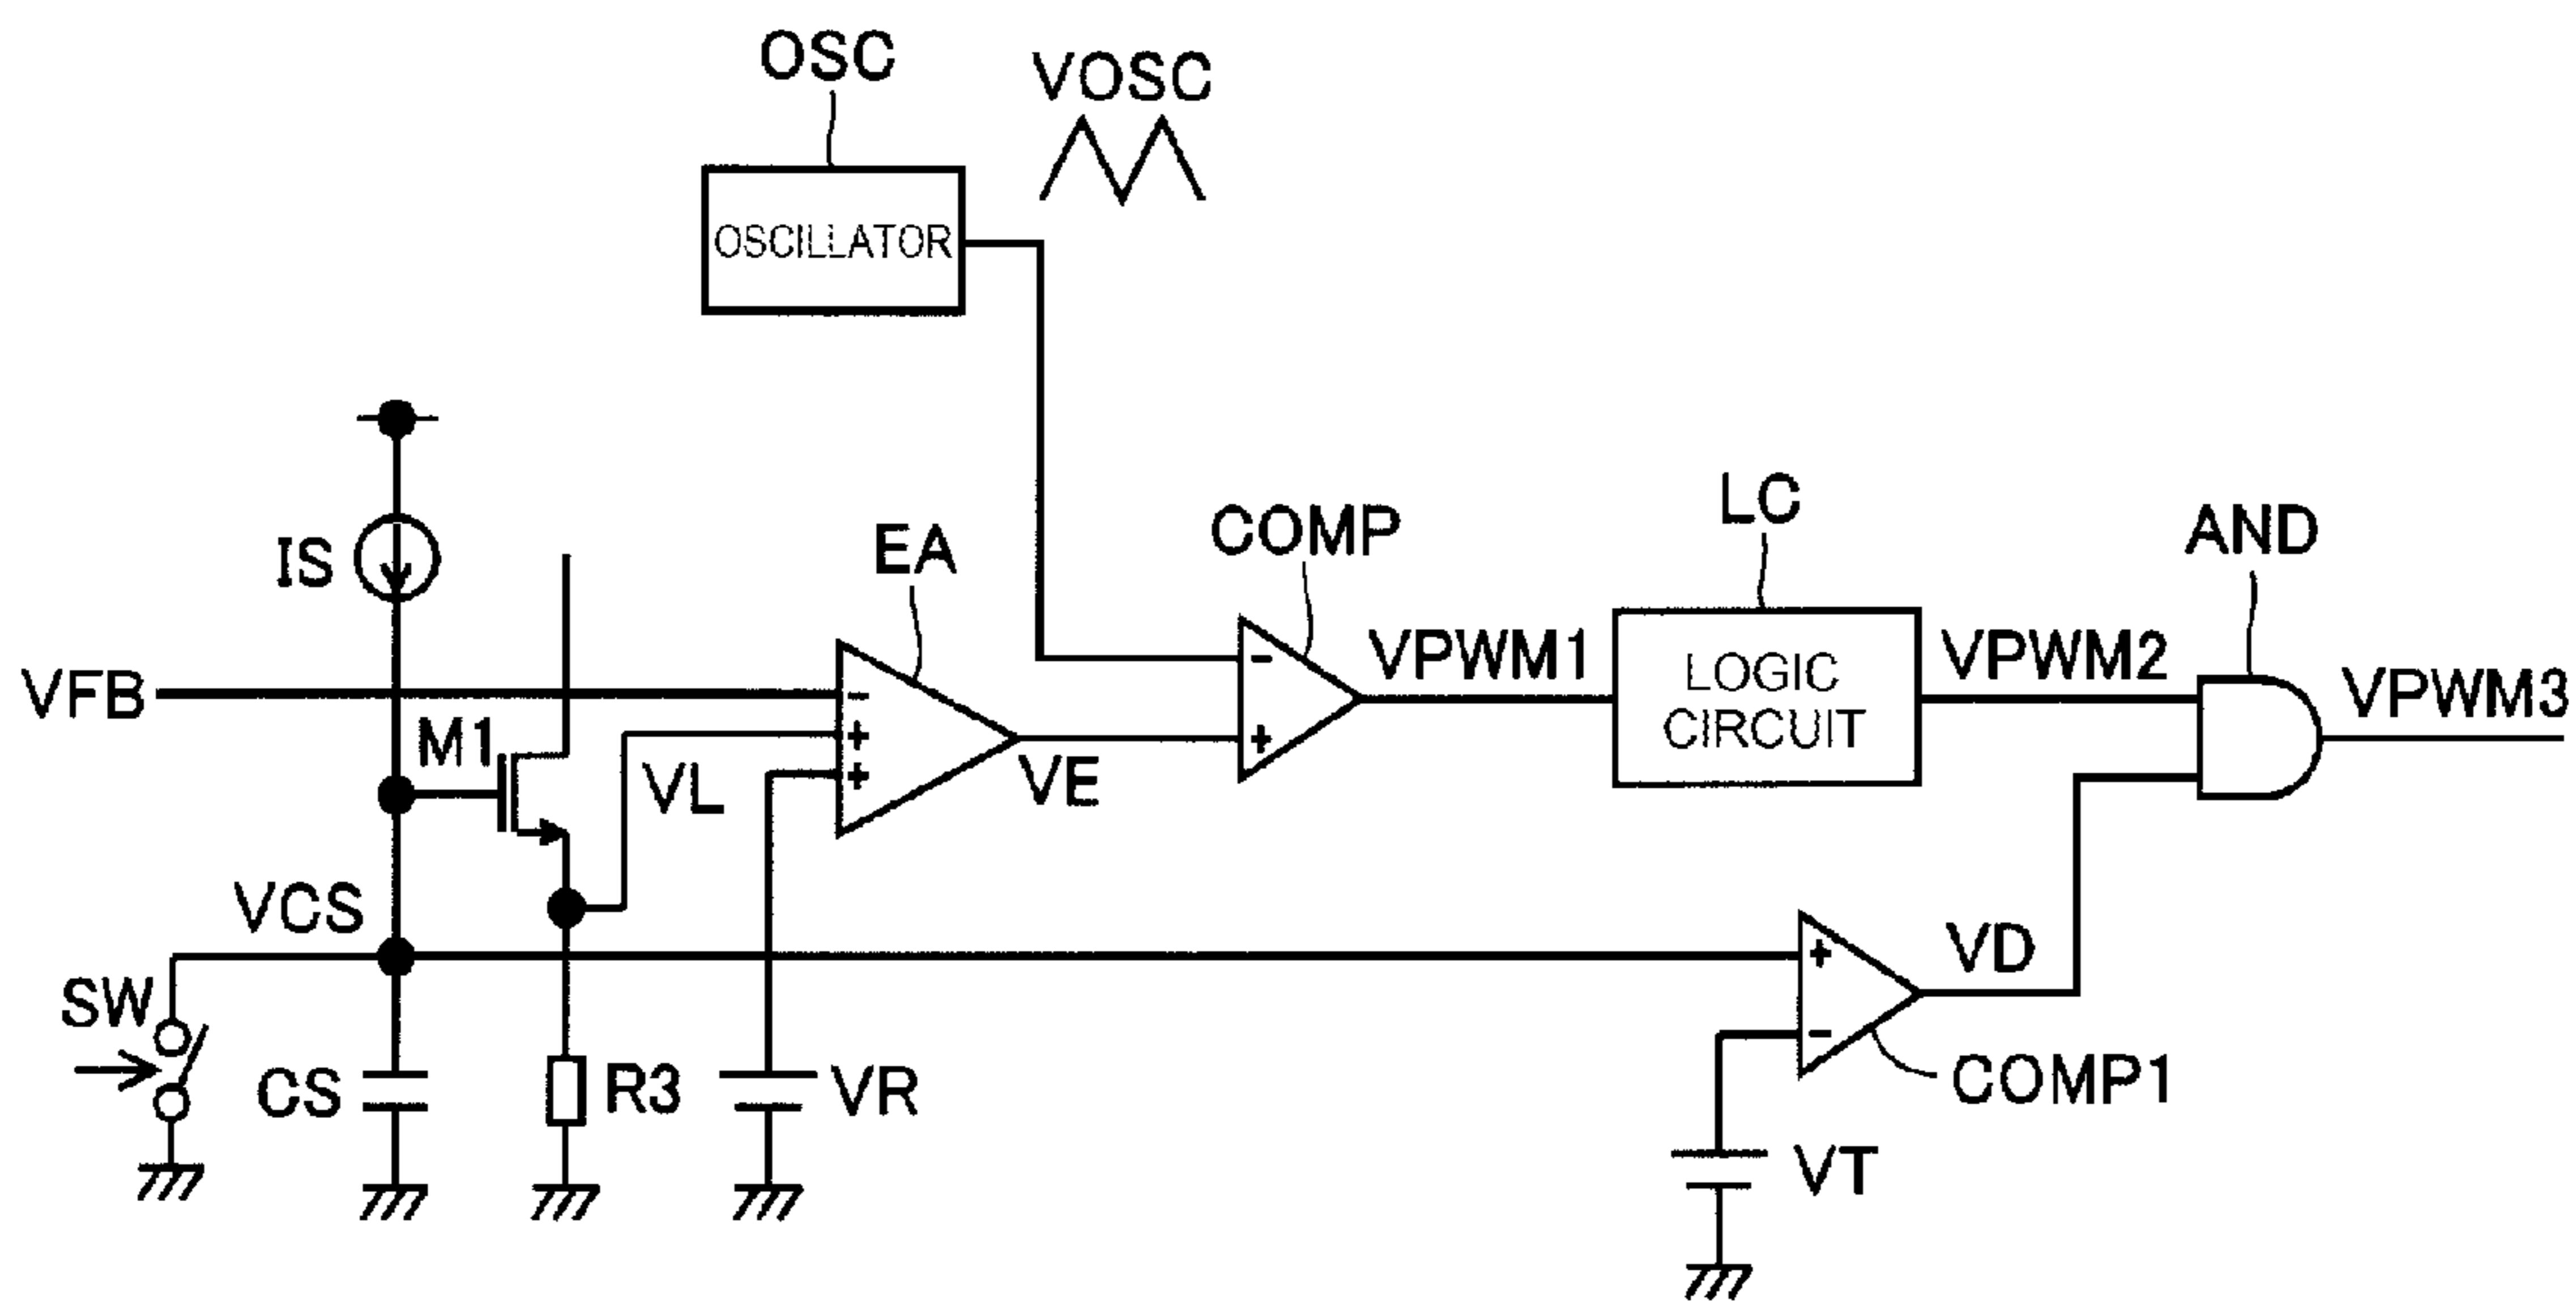 OSC
VOSC
OSCILLATOR
IS
EA
COMP
LC
AND
VFB
M1
VL
VE
VPWM1
LOGIC
CIRCUIT
VPWM2
VPWM3
VCS
VD
SW
CS
R3
VR
COMP1
VT
-
+
+
-
+
+
-